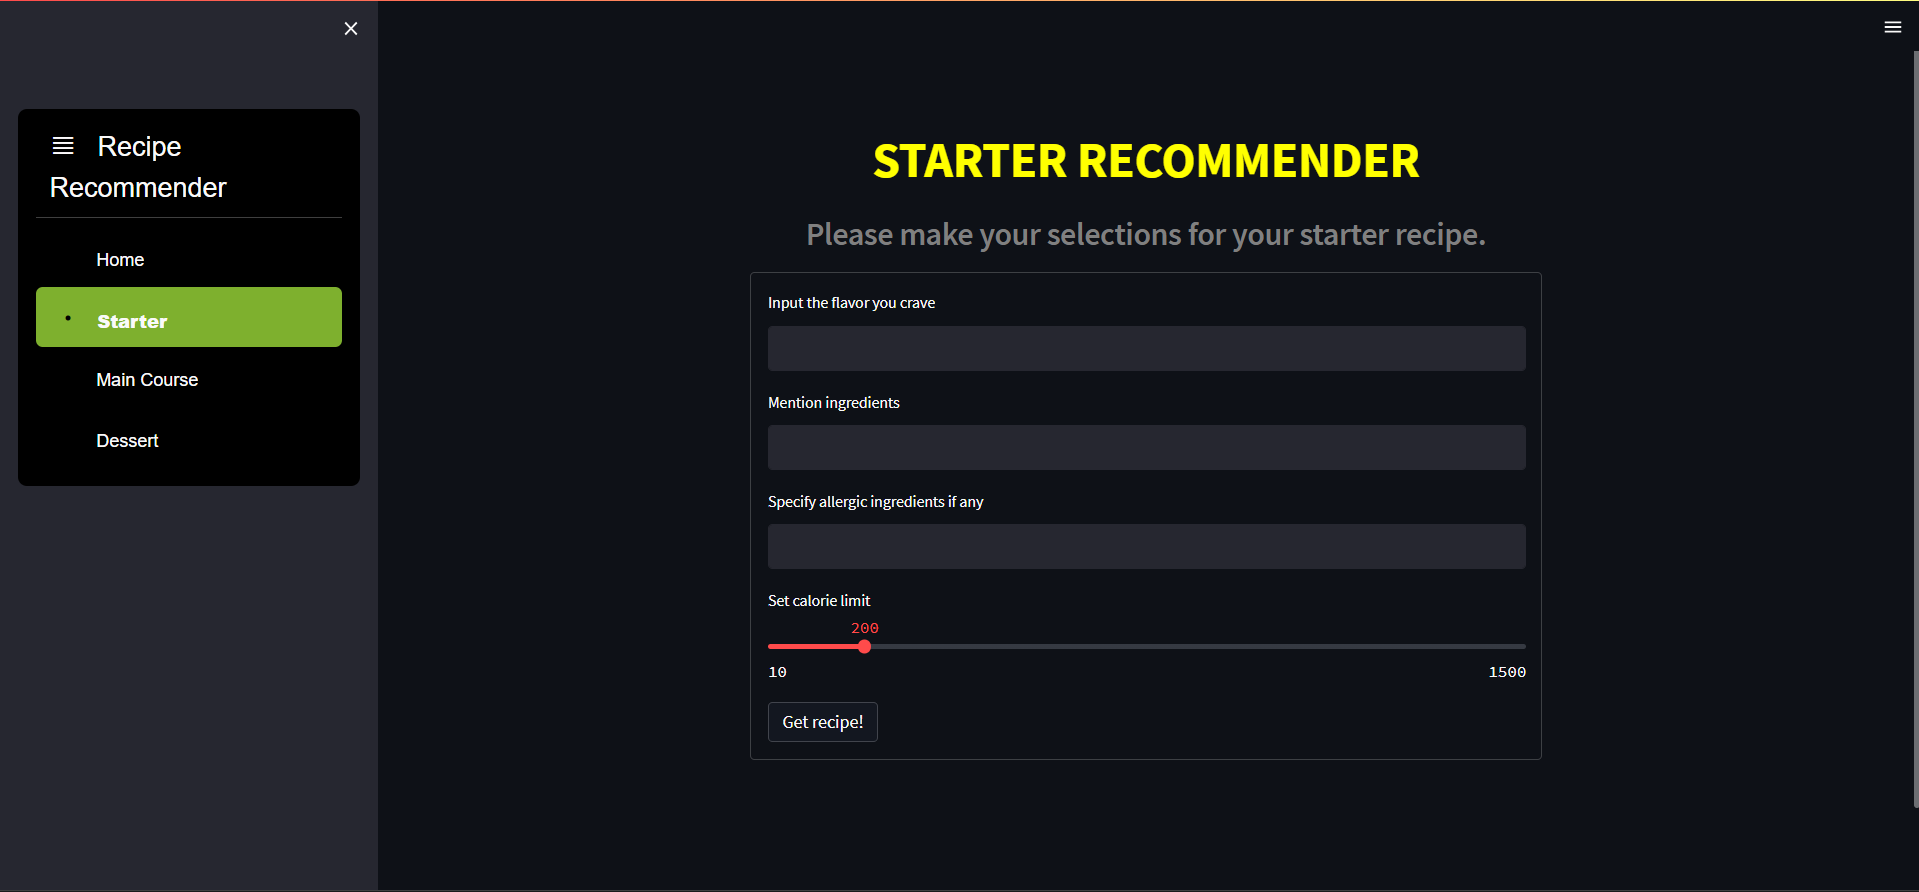 Recipe
Recommender
Home
Starter
Main Course
Dessert
STARTER RECOMMENDER
Please make your selections for your starter recipe.
Input the flavor you crave
Mention ingredients
Specify allergic ingredients if any
Set calorie limit
200
10 1500
Get recipe!